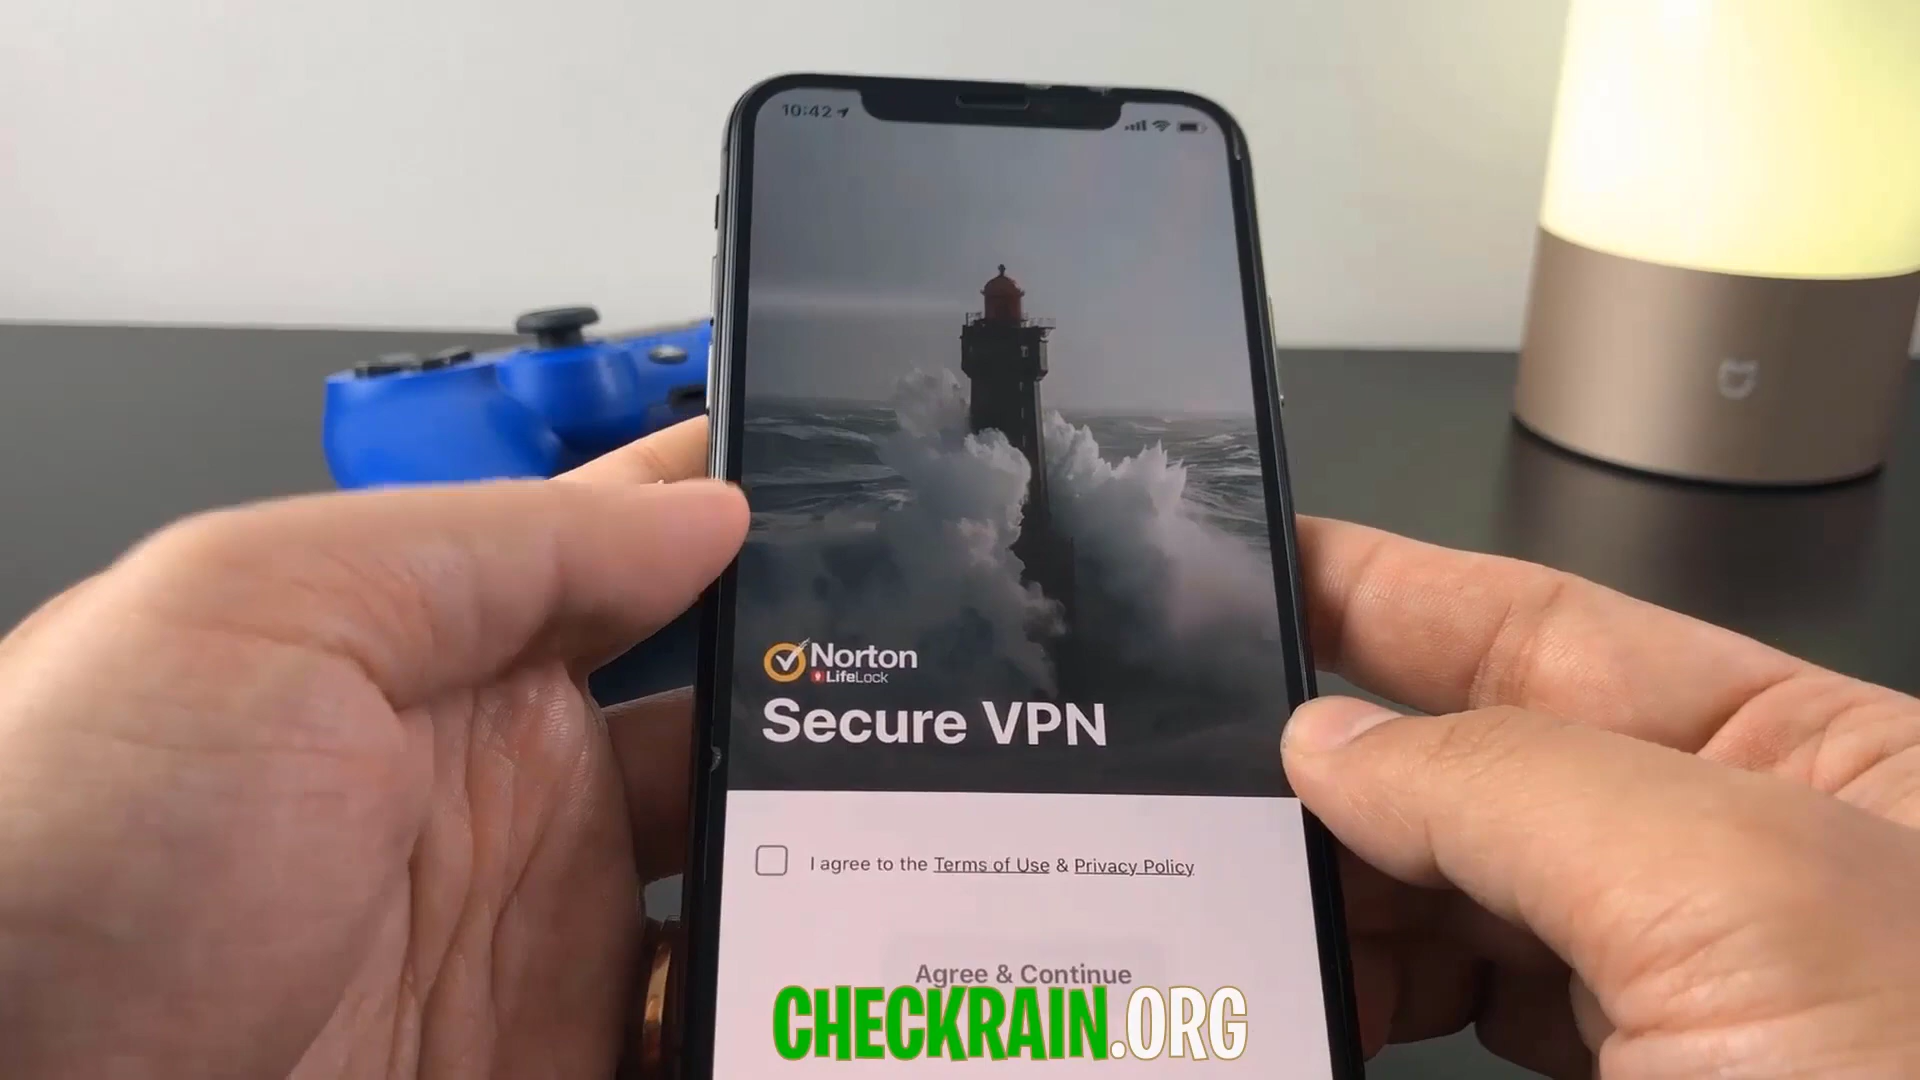 10:42
Norton
LifeLock
Secure VPN
I agree to the Terms of Use & Privacy Policy
Agree & Continue
CHECKRAIN.ORG